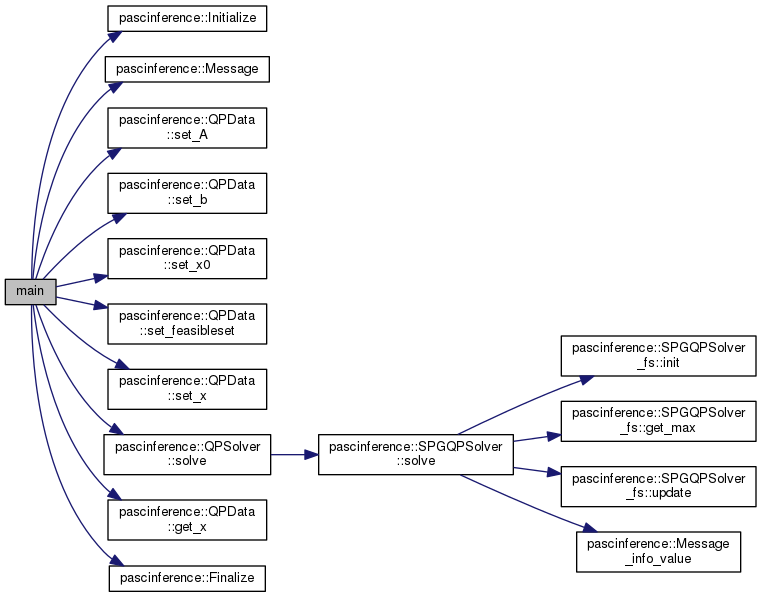 main
pascinference::Initialize
pascinference::Message
pascinference::QPData
::set_A
pascinference::QPData
::set_b
pascinference::QPData
::set_x0
pascinference::QPData
::set_feasibleset
pascinference::QPData
::set_x
pascinference::QPSolver
::solve
pascinference::QPData
::get_x
pascinference::Finalize
pascinference::SPGQPSolver
::solve
pascinference::SPGQPSolver
_fs::init
pascinference::SPGQPSolver
_fs::get_max
pascinference::SPGQPSolver
_fs::update
pascinference::Message
_info_value